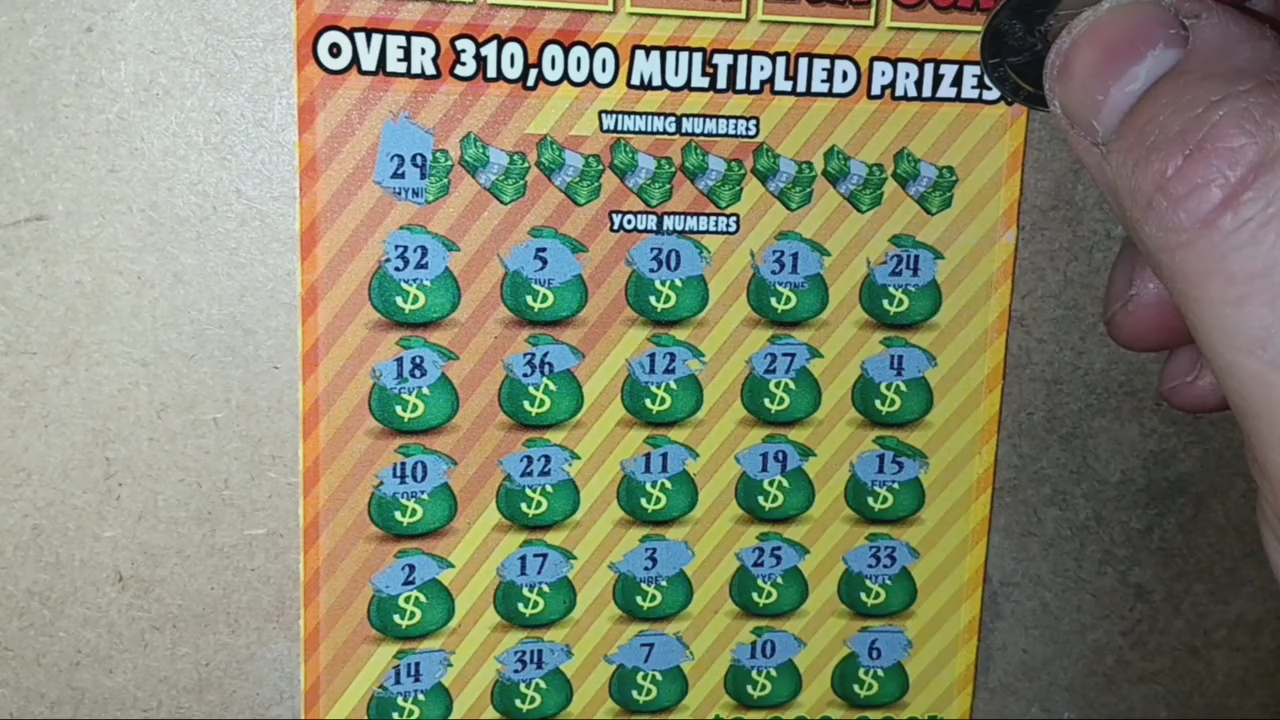 OVER 310,000 MULTIPLIED PRIZES
WINNING NUMBERS
29
YOUR NUMBERS
32 5 30 31 24
18 36 12 27 4
40 22 11 19 15
2 17 3 25 33
14 34 7 10 6